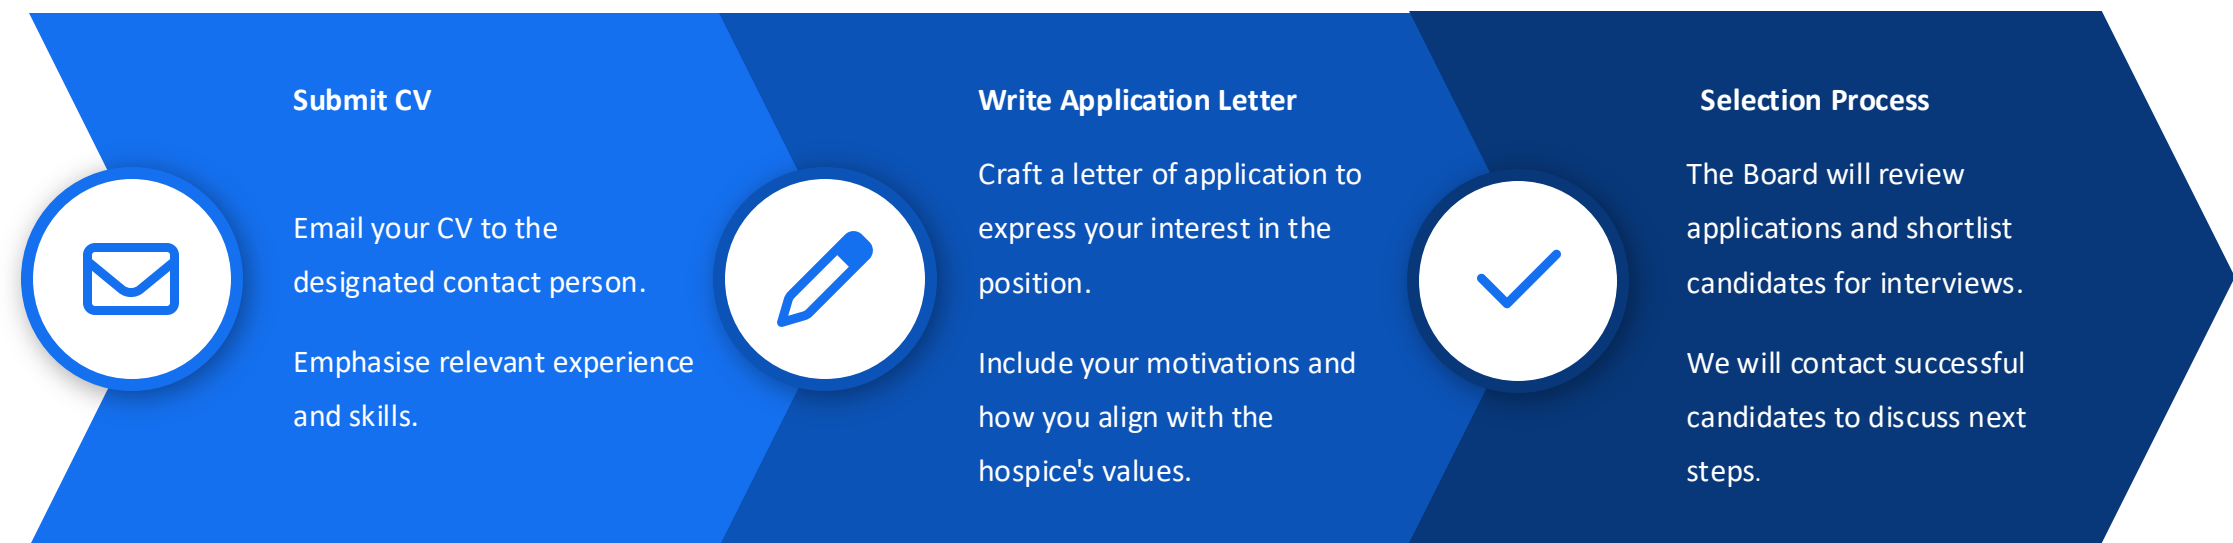 Submit CV
Email your CV to the
designated contact person.
Emphasise relevant experience
and skills.
Write Application Letter
Craft a letter of application to
express your interest in the
position.
Include your motivations and
how you align with the
hospice's values.
Selection Process
The Board will review
applications and shortlist
candidates for interviews.
We will contact successful
candidates to discuss next
steps.